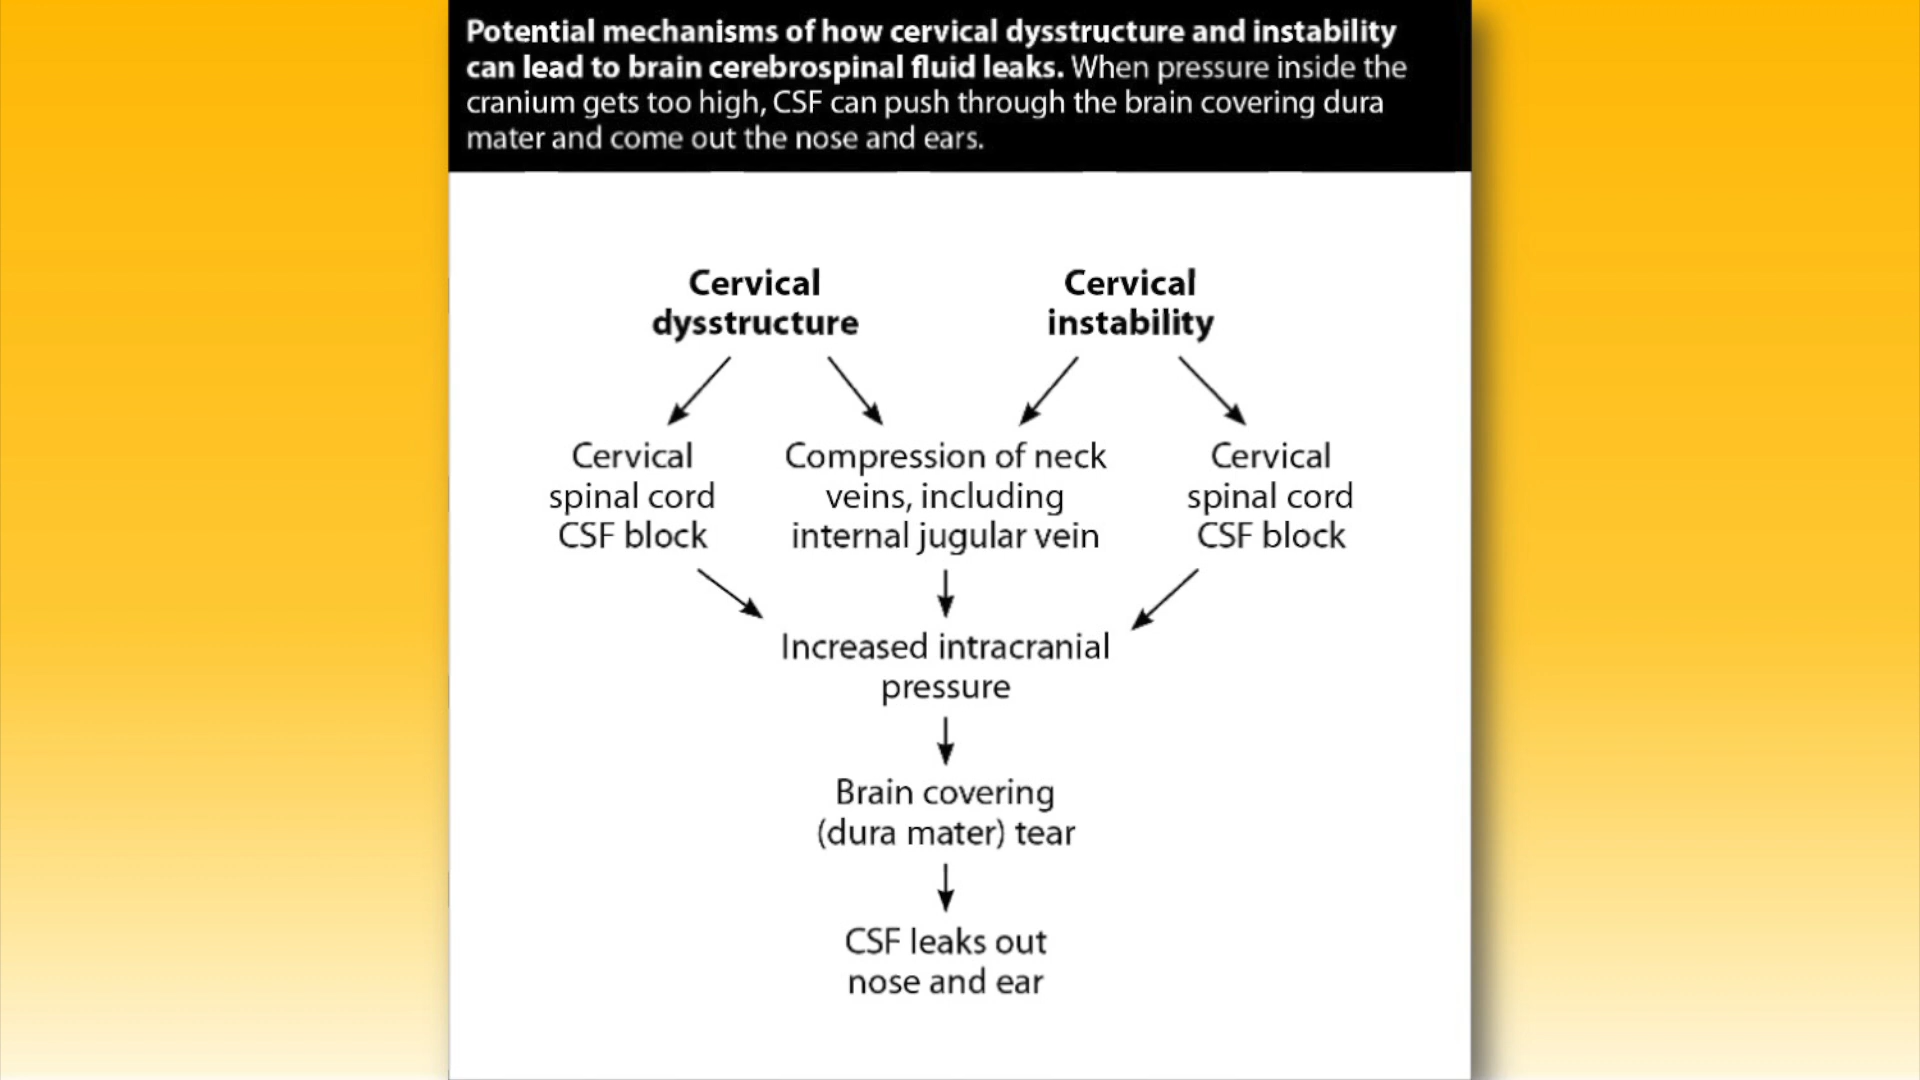 Potential mechanisms of how cervical dysstructure and instability
can lead to brain cerebrospinal fluid leaks. When pressure inside the
cranium gets too high, CSF can push through the brain covering dura
mater and come out the nose and ears.
Cervical
dysstructure
Cervical
instability
Cervical
spinal cord
CSF block
Compression of neck
veins, including
internal jugular vein
Cervical
spinal cord
CSF block
Increased intracranial
pressure
Brain covering
(dura mater) tear
CSF leaks out
nose and ear